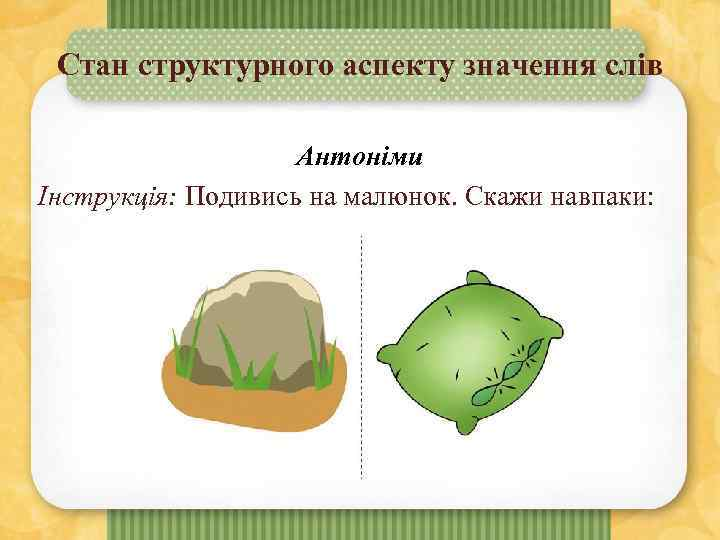 Стан структурного аспекту значення слів
Антоніми
Інструкція: Подивись на малюнок. Скажи навпаки: